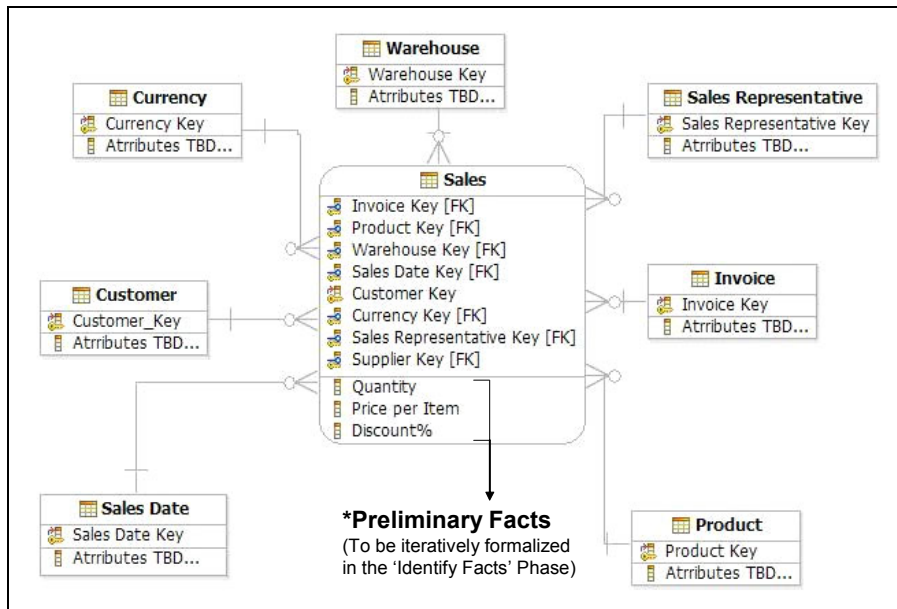 Warehouse
Warehouse Key
Atrributes TBD...
Currency
Currency Key
Atrributes TBD...
Sales Representative
Sales Representative Key
Atrributes TBD...
Sales
Invoice Key [FK]
Product Key [FK]
Warehouse Key [FK]
Sales Date Key [FK]
Customer Key
Currency Key [FK]
Sales Representative Key [FK]
Supplier Key [FK]
Quantity
Price per Item
Discount%
Customer
Customer_Key
Atrributes TBD...
Invoice
Invoice Key
Atrributes TBD...
Sales Date
Sales Date Key
Atrributes TBD...
*Preliminary Facts
(To be iteratively formalized
in the ‘Identify Facts’ Phase)
Product
Product Key
Atrributes TBD...